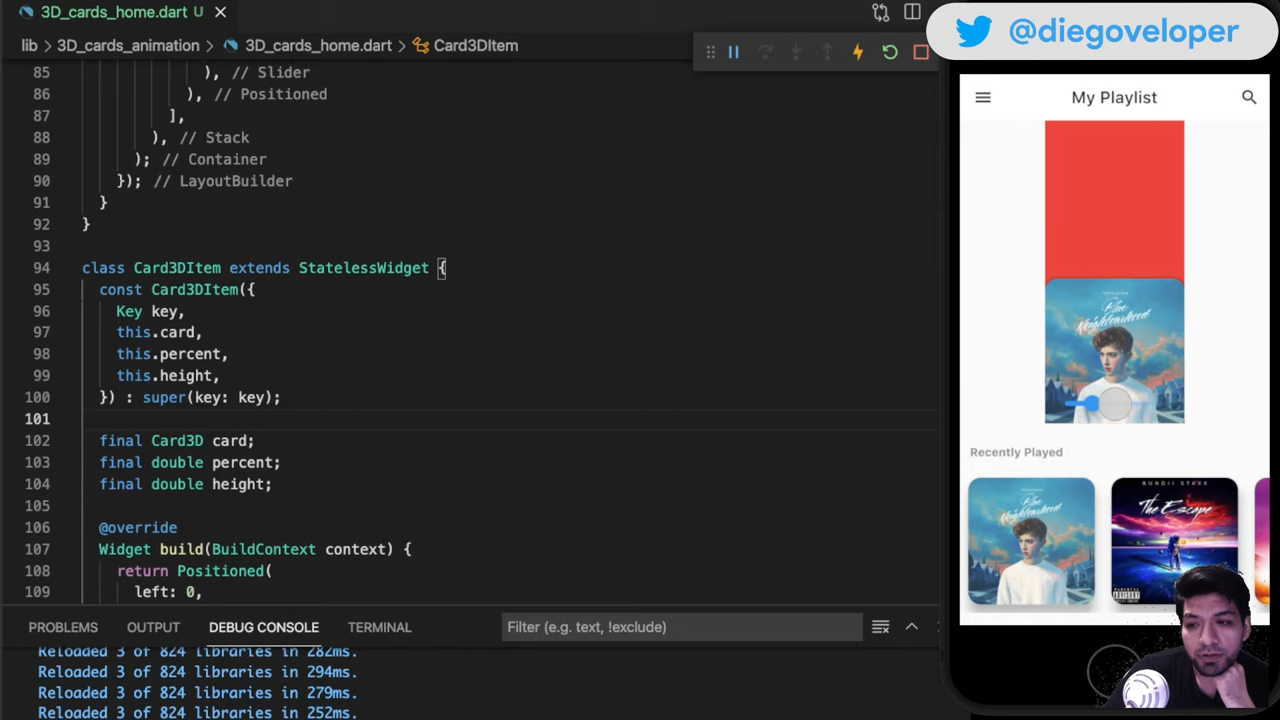 3D_cards_home.dart U
@diegoveloper
lib > 3D_cards_animation > 3D_cards_home.dart > Card3DItem
85 ), // Slider
86 ), // Positioned
87 ],
88 ), // Stack
89 ); // Container
90 }); // LayoutBuilder
91 }
92 }
93
94 class Card3DItem extends StatelessWidget {
95 const Card3DItem({
96 Key key,
97 this.card,
98 this.percent,
99 this.height,
100 }) : super(key: key);
101
102 final Card3D card;
103 final double percent;
104 final double height;
105
106 @override
107 Widget build(BuildContext context) {
108 return Positioned(
109 left: 0,
PROBLEMS OUTPUT DEBUG CONSOLE TERMINAL Filter (e.g. text, !exclude)
Reloaded 3 of 824 libraries in 282ms.
Reloaded 3 of 824 libraries in 294ms.
Reloaded 3 of 824 libraries in 279ms.
Reloaded 3 of 824 libraries in 252ms.
My Playlist
Blue
Neighbourhood
Recently Played
Blue
Neighbourhood
BUNDII STAXX
The Escape